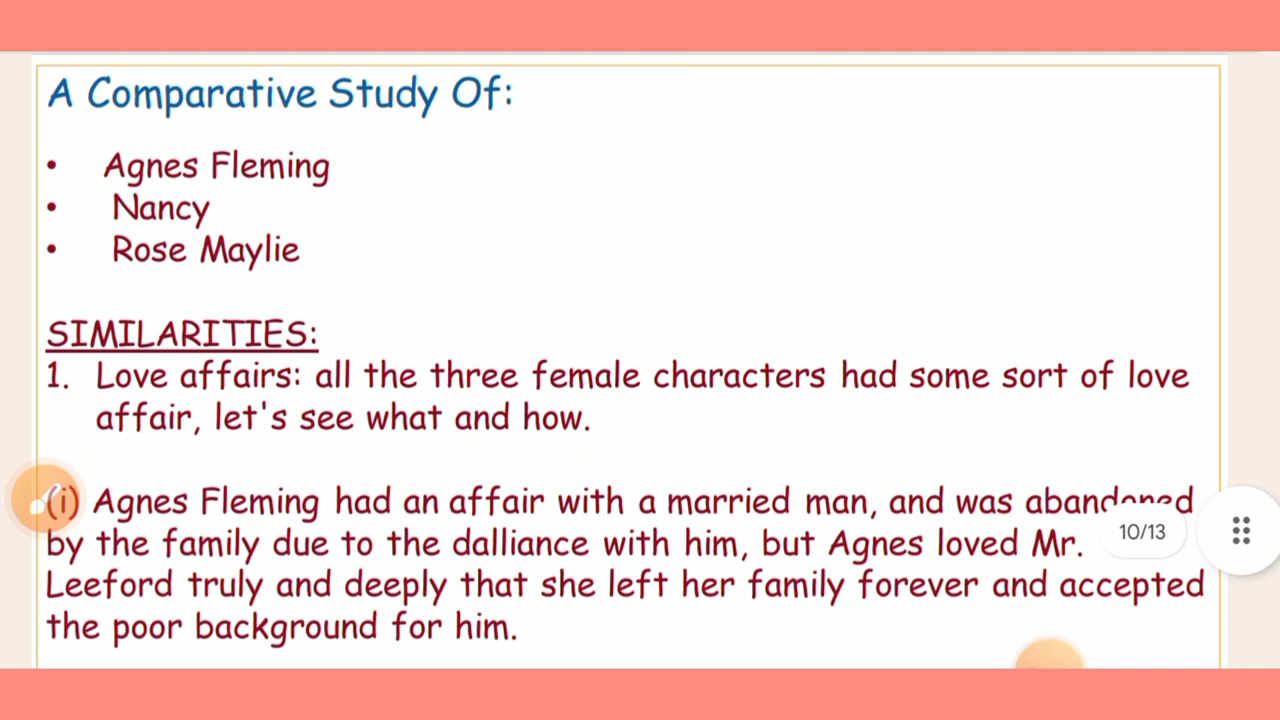 A Comparative Study Of:
• Agnes Fleming
• Nancy
• Rose Maylie
SIMILARITIES:
1. Love affairs: all the three female characters had some sort of love
affair, let's see what and how.
(i) Agnes Fleming had an affair with a married man, and was abandoned
by the family due to the dalliance with him, but Agnes loved Mr.
10/13
Leeford truly and deeply that she left her family forever and accepted
the poor background for him.